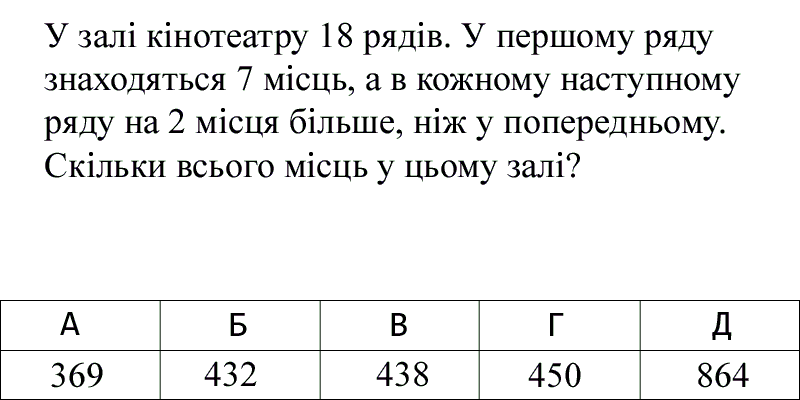 У залі кінотеатру 18 рядів. У першому ряду
знаходяться 7 місць, а в кожному наступному
ряду на 2 місця більше, ніж у попередньому.
Скільки всього місць у цьому залі?
А Б В Г Д
369 432 438 450 864